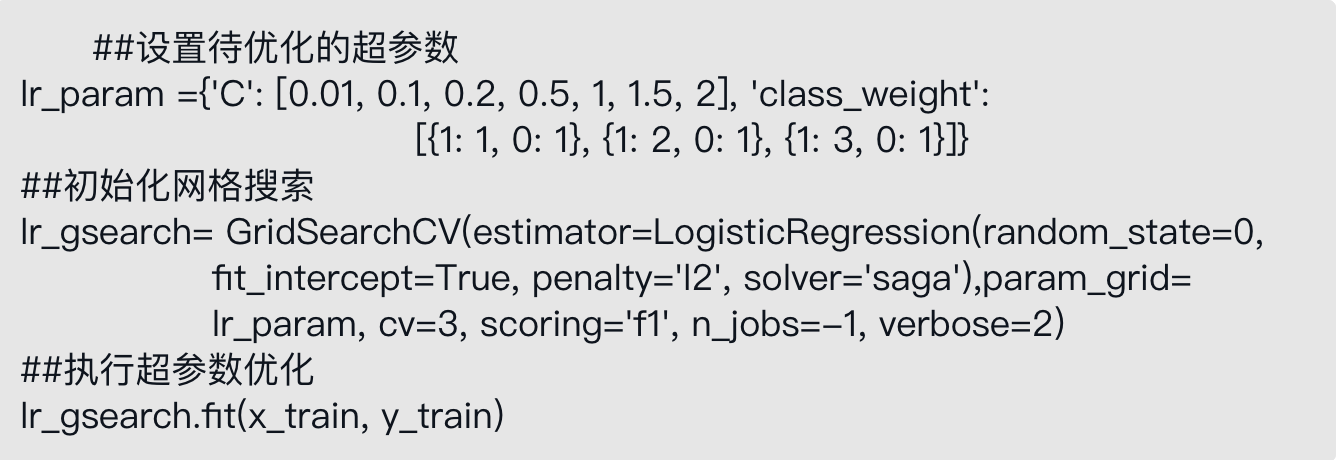 ##设置待优化的超参数
lr_param ={'C': [0.01, 0.1, 0.2, 0.5, 1, 1.5, 2], 'class_weight':
[{1: 1, 0: 1}, {1: 2, 0: 1}, {1: 3, 0: 1}]}
##初始化网格搜索
lr_gsearch= GridSearchCV(estimator=LogisticRegression(random_state=0,
fit_intercept=True, penalty='l2', solver='saga'),param_grid=
lr_param, cv=3, scoring='f1', n_jobs=−1, verbose=2)
##执行超参数优化
lr_gsearch.fit(x_train, y_train)